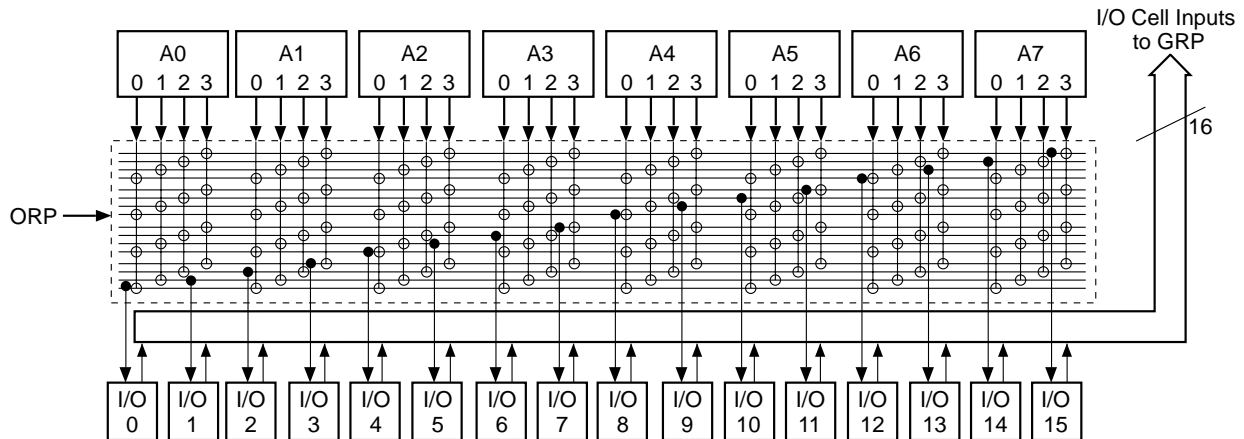 I/O Cell Inputs
to GRP
A0 A1 A2 A3 A4 A5 A6 A7
0 1 2 3 0 1 2 3 0 1 2 3 0 1 2 3 0 1 2 3 0 1 2 3 0 1 2 3 0 1 2 3
16
ORP
I/O I/O I/O I/O I/O I/O I/O I/O I/O I/O I/O I/O I/O I/O I/O I/O
0 1 2 3 4 5 6 7 8 9 10 11 12 13 14 15